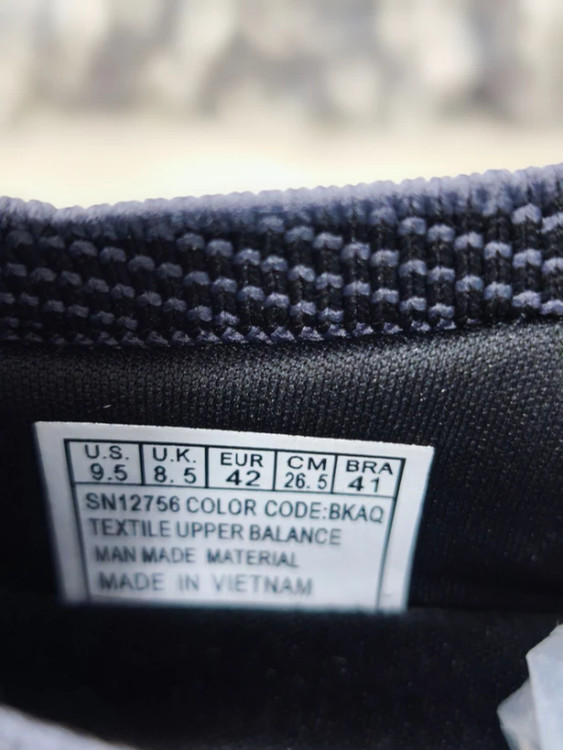 U.S. U.K. EUR CM BRA
9.5 8.5 42 26.5 41
SN12756 COLOR CODE:BKAQ
TEXTILE UPPER BALANCE
MAN MADE MATERIAL
MADE IN VIETNAM